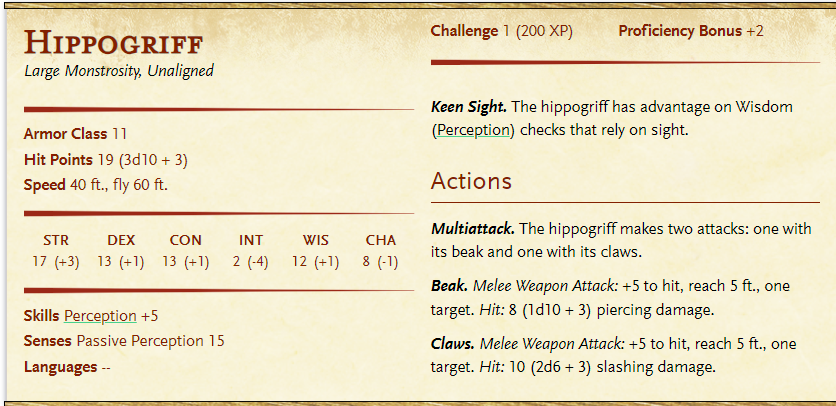 HIPPOGRIFF
Large Monstrosity, Unaligned
Armor Class 11
Hit Points 19 (3d10 + 3)
Speed 40 ft., fly 60 ft.
STR DEX CON INT WIS CHA
17 (+3) 13 (+1) 13 (+1) 2 (-4) 12 (+1) 8 (-1)
Skills Perception +5
Senses Passive Perception 15
Languages --
Challenge 1 (200 XP) Proficiency Bonus +2
Keen Sight. The hippogriff has advantage on Wisdom
(Perception) checks that rely on sight.
Actions
Multiattack. The hippogriff makes two attacks: one with
its beak and one with its claws.
Beak. Melee Weapon Attack: +5 to hit, reach 5 ft., one
target. Hit: 8 (1d10 + 3) piercing damage.
Claws. Melee Weapon Attack: +5 to hit, reach 5 ft., one
target. Hit: 10 (2d6 + 3) slashing damage.